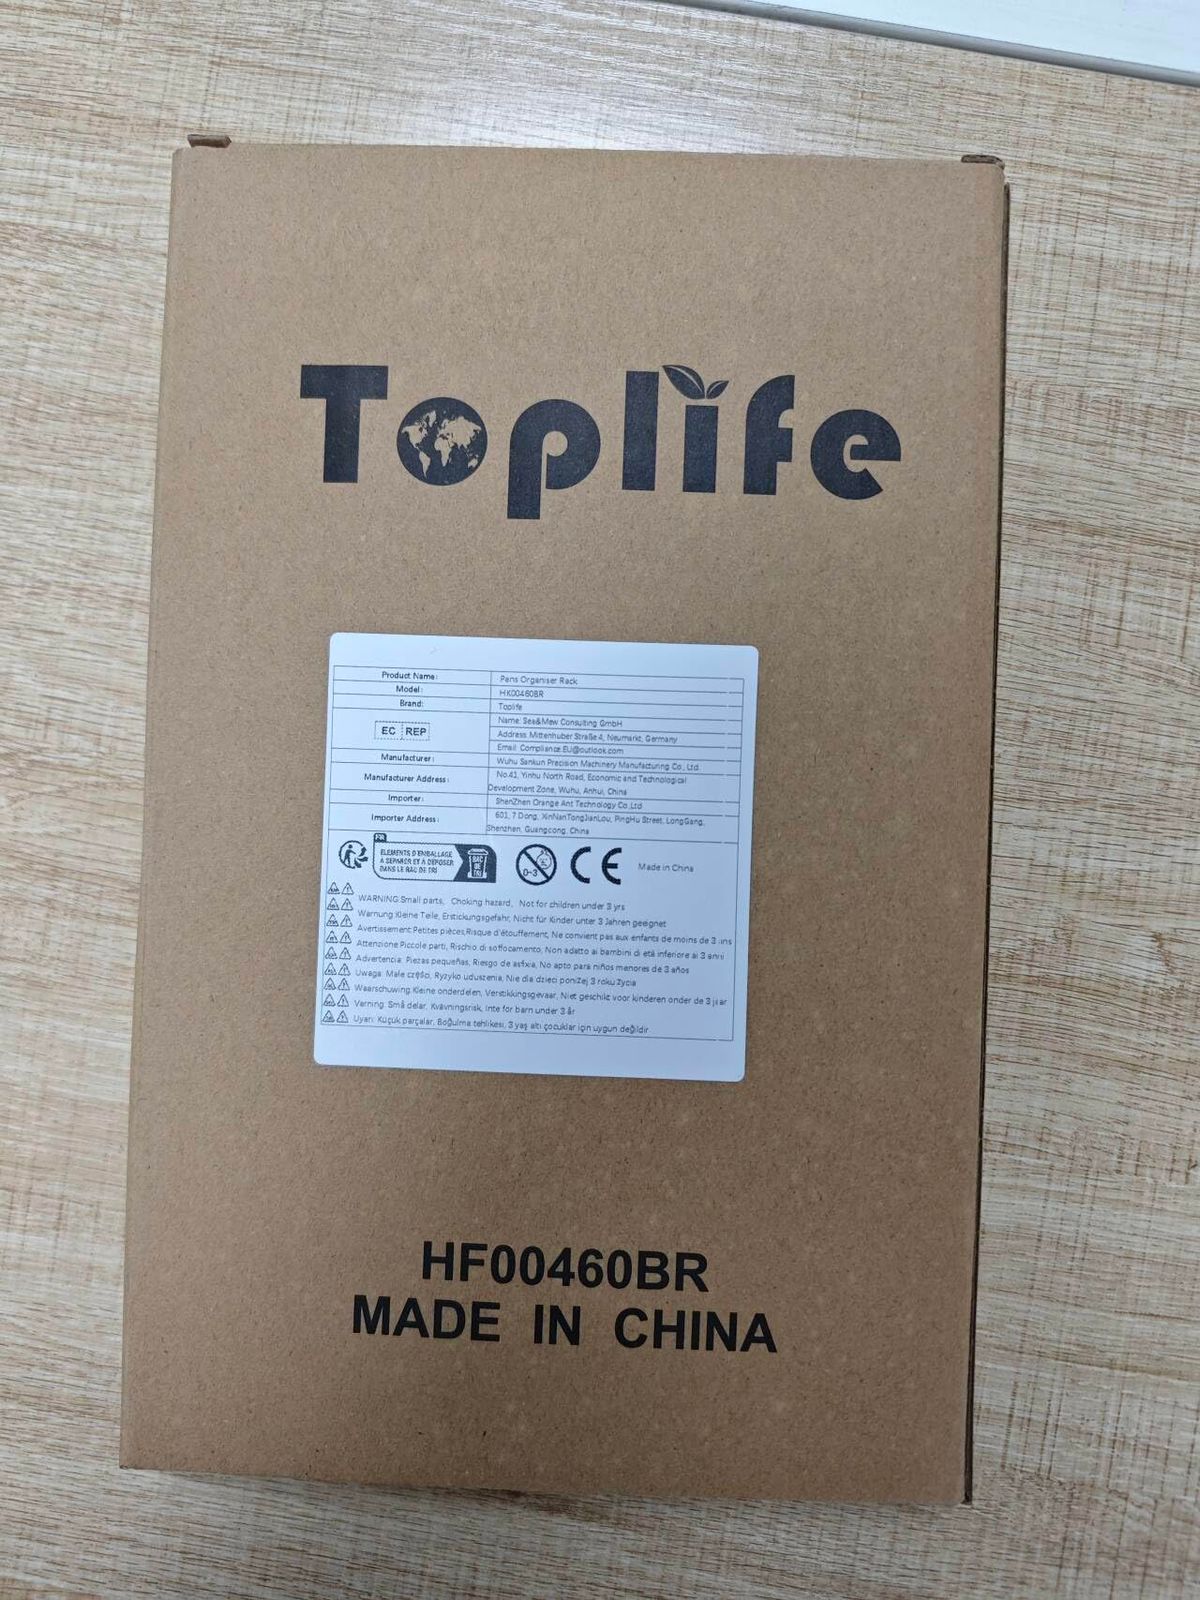 Toplife
Product Name: Pans Organiser Rack
Model: HK00460BR
Brand: Toplife
EC REP
Name: Sea&Mew Consulting GmbH
Address: Mittenhuber Straße 4, Neumarkt, Germany
Email: Compliance.EU@outlook.com
Manufacturer: Wuhu Sankun Precision Machinery Manufacturing Co., Ltd.
Manufacturer Address: No.41, Yinhu North Road, Economic and Technological
Development Zone, Wuhu, Anhui, China
Importer: ShenZhen Orange Ant Technology Co.,Ltd
Importer Address: 601, 7 Dong, XinNanTongJianLou, PingHu Street, LongGang,
Shenzhen, Guangcong, China
FR
ELEMENTS D'EMBALLAGE
A SEPARER ET A DEPOSER
DANS LE BAC DE TRI
BAC
DE
TRI
0-3
CE
Made in China
WARNING:Small parts, Choking hazard, Not for children under 3 yrs
Warnung:Kleine Teile, Erstickungsgefahr, Nicht für Kinder unter 3 Jahren geeignet
Avertissement:Petites pièces,Risque d'étouffement, Ne convient pas aux enfants de moins de 3 ans
Attenzione:Piccole parti, Rischio di soffocamento, Non adatto ai bambini di età inferiore ai 3 anni
Advertencia: Piezas pequeñas, Riesgo de asfixia, No apto para niños menores de 3 años
Uwaga: Małe części, Ryzyko uduszenia, Nie dla dzieci poniżej 3 roku życia
Waarschuwing:Kleine onderdelen, Verstikkingsgevaar, Niet geschikt voor kinderen onder de 3 jaar
Varning: Små delar, Kvävningsrisk, Inte för barn under 3 år
Uyarı: Küçük parçalar, Boğulma tehlikesi, 3 yaş altı çocuklar için uygun değildir
HF00460BR
MADE IN CHINA